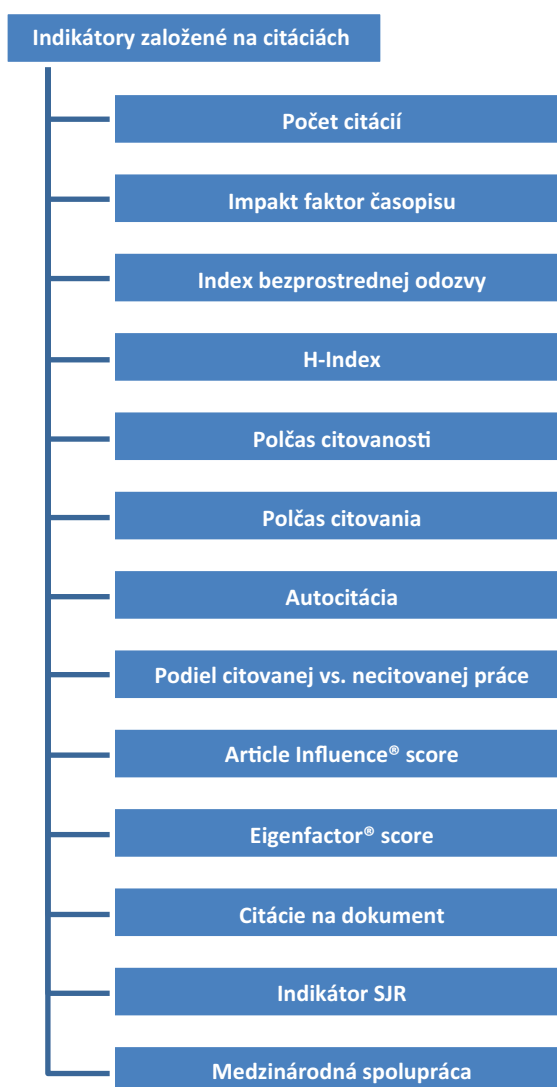 Indikátory založené na citáciách
Počet citácií
Impakt faktor časopisu
Index bezprostrednej odozvy
H-Index
Polčas citovanosti
Polčas citovania
Autocitácia
Podiel citovanej vs. necitovanej práce
Article Influence® score
Eigenfactor® score
Citácie na dokument
Indikátor SJR
Medzinárodná spolupráca